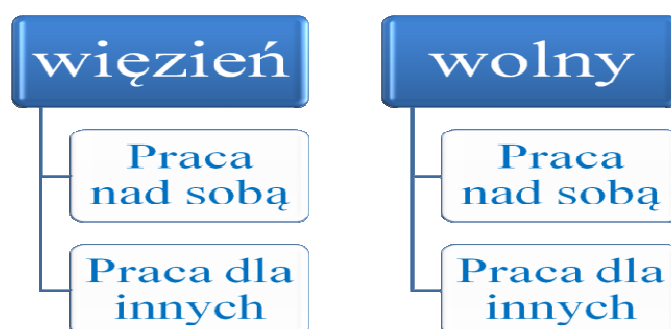 więzień
Praca
nad sobą
Praca dla
innych
wolny
Praca
nad sobą
Praca dla
innych